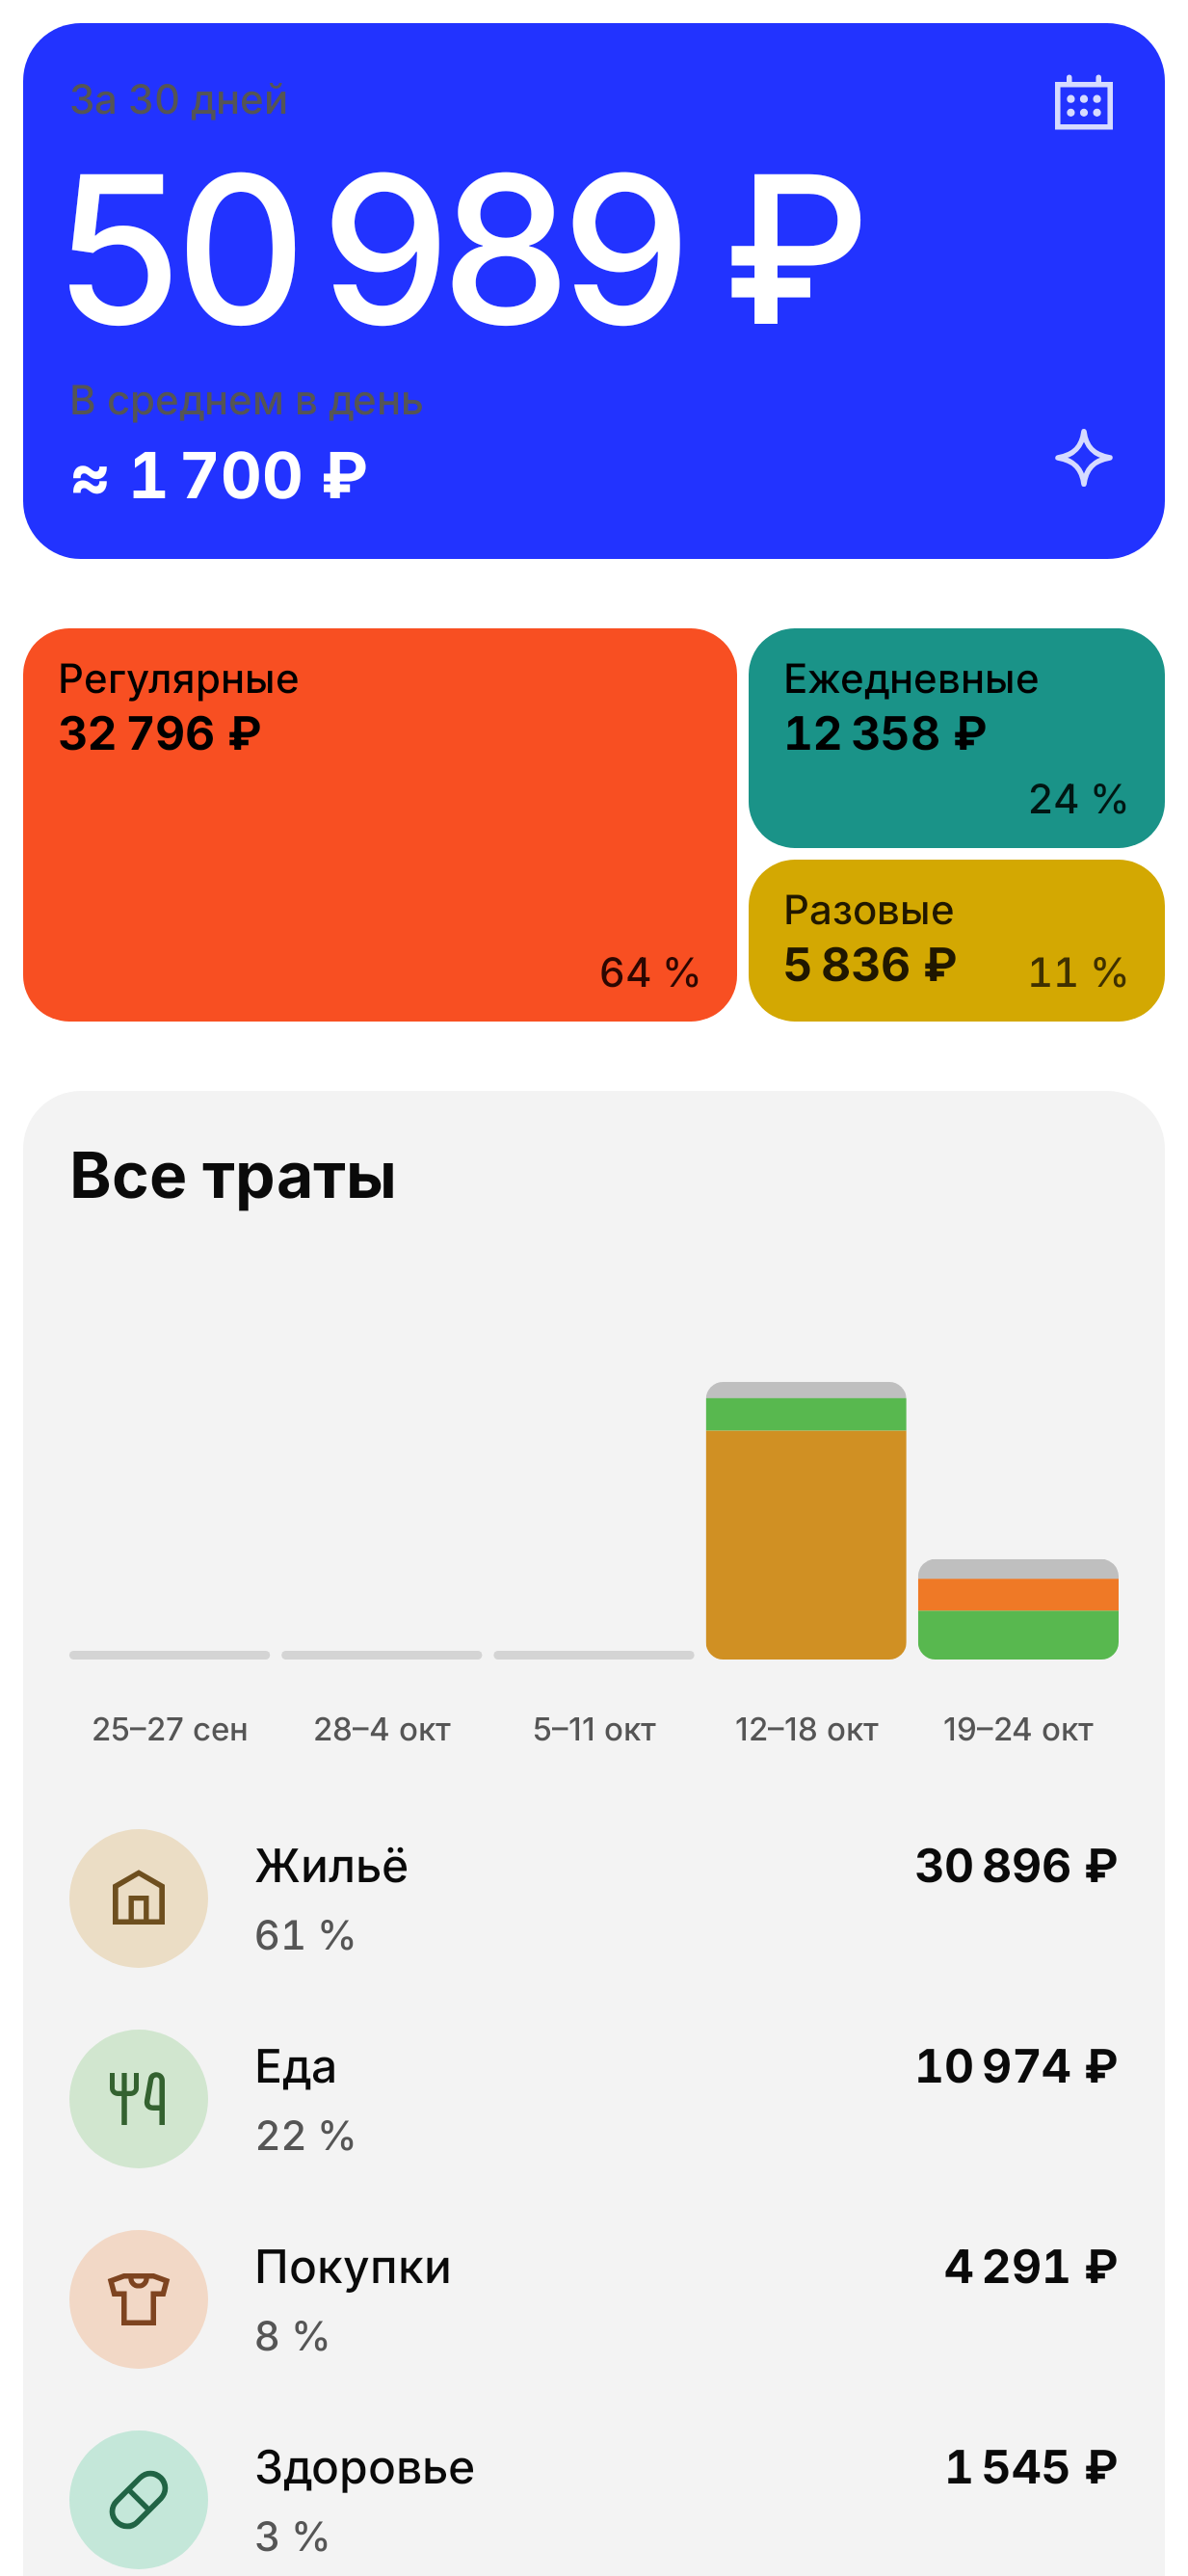 За 30 дней
50 989 ₽
В среднем в день
≈ 1 700 ₽
Регулярные
32 796 ₽
64 %
Ежедневные
12 358 ₽
24 %
Разовые
5 836 ₽
11 %
Все траты
25–27 сен
28–4 окт
5–11 окт
12–18 окт
19–24 окт
Жильё
30 896 ₽
61 %
Еда
10 974 ₽
22 %
Покупки
4 291 ₽
8 %
Здоровье
1 545 ₽
3 %